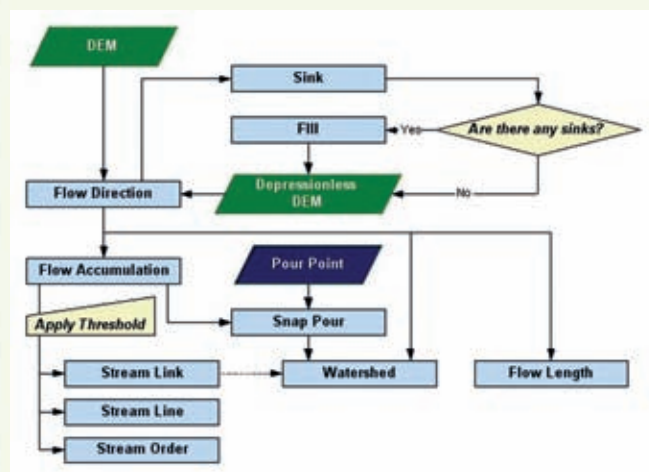 DEM
Sink
Are there any sinks?
Yes
Fill
Depressionless
DEM
No
Flow Direction
Flow Accumulation
Pour Point
Apply Threshold
Snap Pour
Stream Link
Watershed
Flow Length
Stream Line
Stream Order